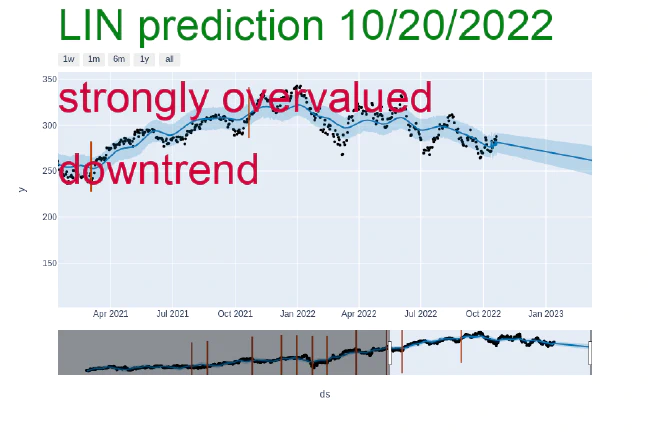 LIN prediction 10/20/2022
1w 1m 6m 1y all
350
strongly overvalued
300
downtrend
250
y
200
150
Apr 2021 Jul 2021 Oct 2021 Jan 2022 Apr 2022 Jul 2022 Oct 2022 Jan 2023
ds